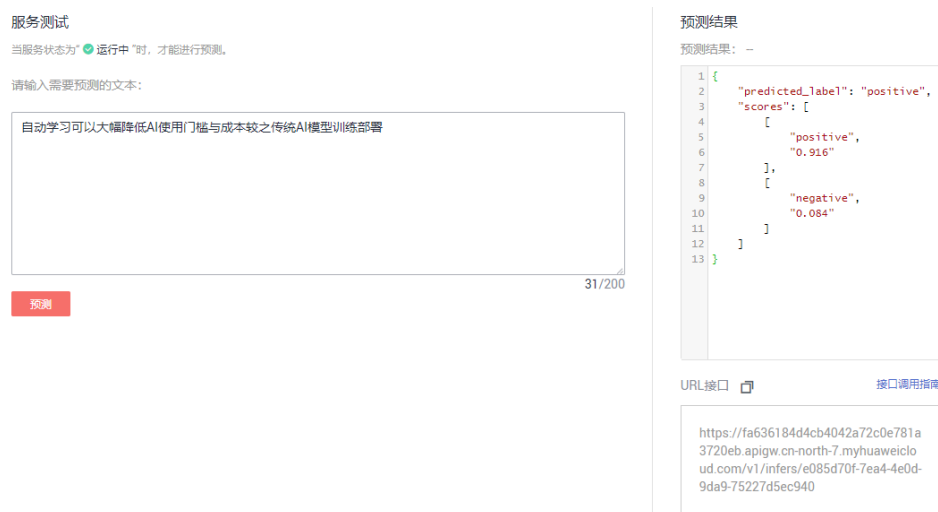 服务测试
当服务状态为“ 运行中 ”时，才能进行预测。
请输入需要预测的文本：
自动学习可以大幅降低AI使用门槛与成本较之传统AI模型训练部署
31/200
预测
预测结果
预测结果： --
1 {
2 "predicted_label": "positive",
3 "scores": [
4 [
5 "positive",
6 "0.916"
7 ],
8 [
9 "negative",
10 "0.084"
11 ]
12 ]
13 }
URL接口
接口调用指南
https://fa636184d4cb4042a72c0e781a
3720eb.apigw.cn-north-7.myhuaweiclo
ud.com/v1/infers/e085d70f-7ea4-4e0d-
9da9-75227d5ec940